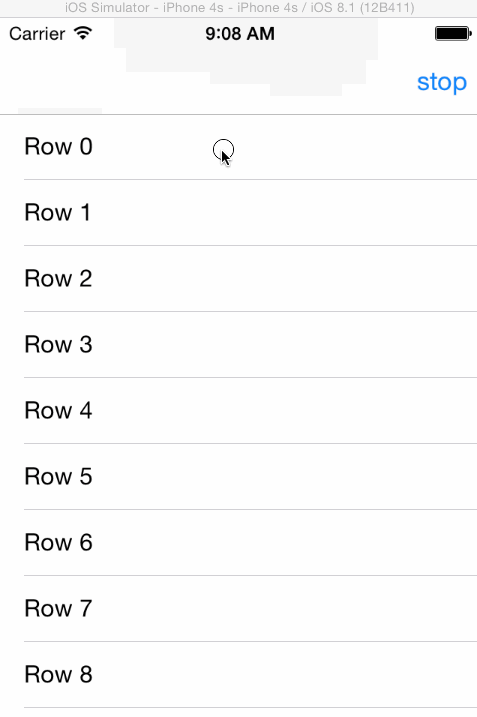 iOS Simulator - iPhone 4s - iPhone 4s / iOS 8.1 (12B411)
Carrier 9:08 AM
stop
Row 0
Row 1
Row 2
Row 3
Row 4
Row 5
Row 6
Row 7
Row 8